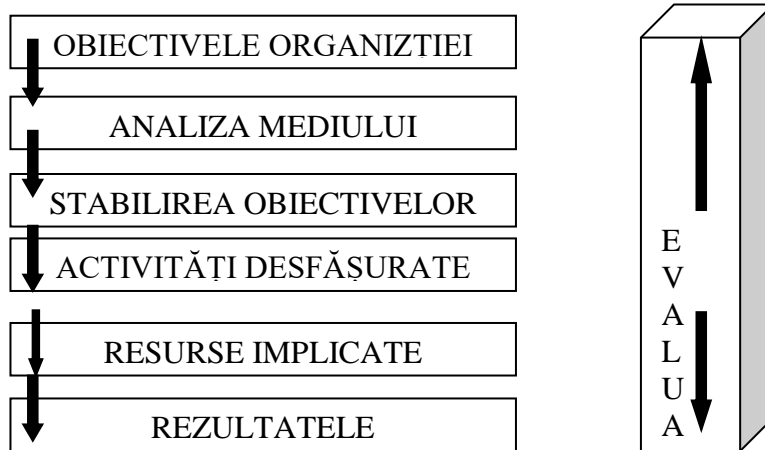 OBIECTIVELE ORGANIZȚIEI
ANALIZA MEDIULUI
STABILIREA OBIECTIVELOR
ACTIVITĂȚI DESFĂȘURATE
RESURSE IMPLICATE
REZULTATELE
E
V
A
L
U
A